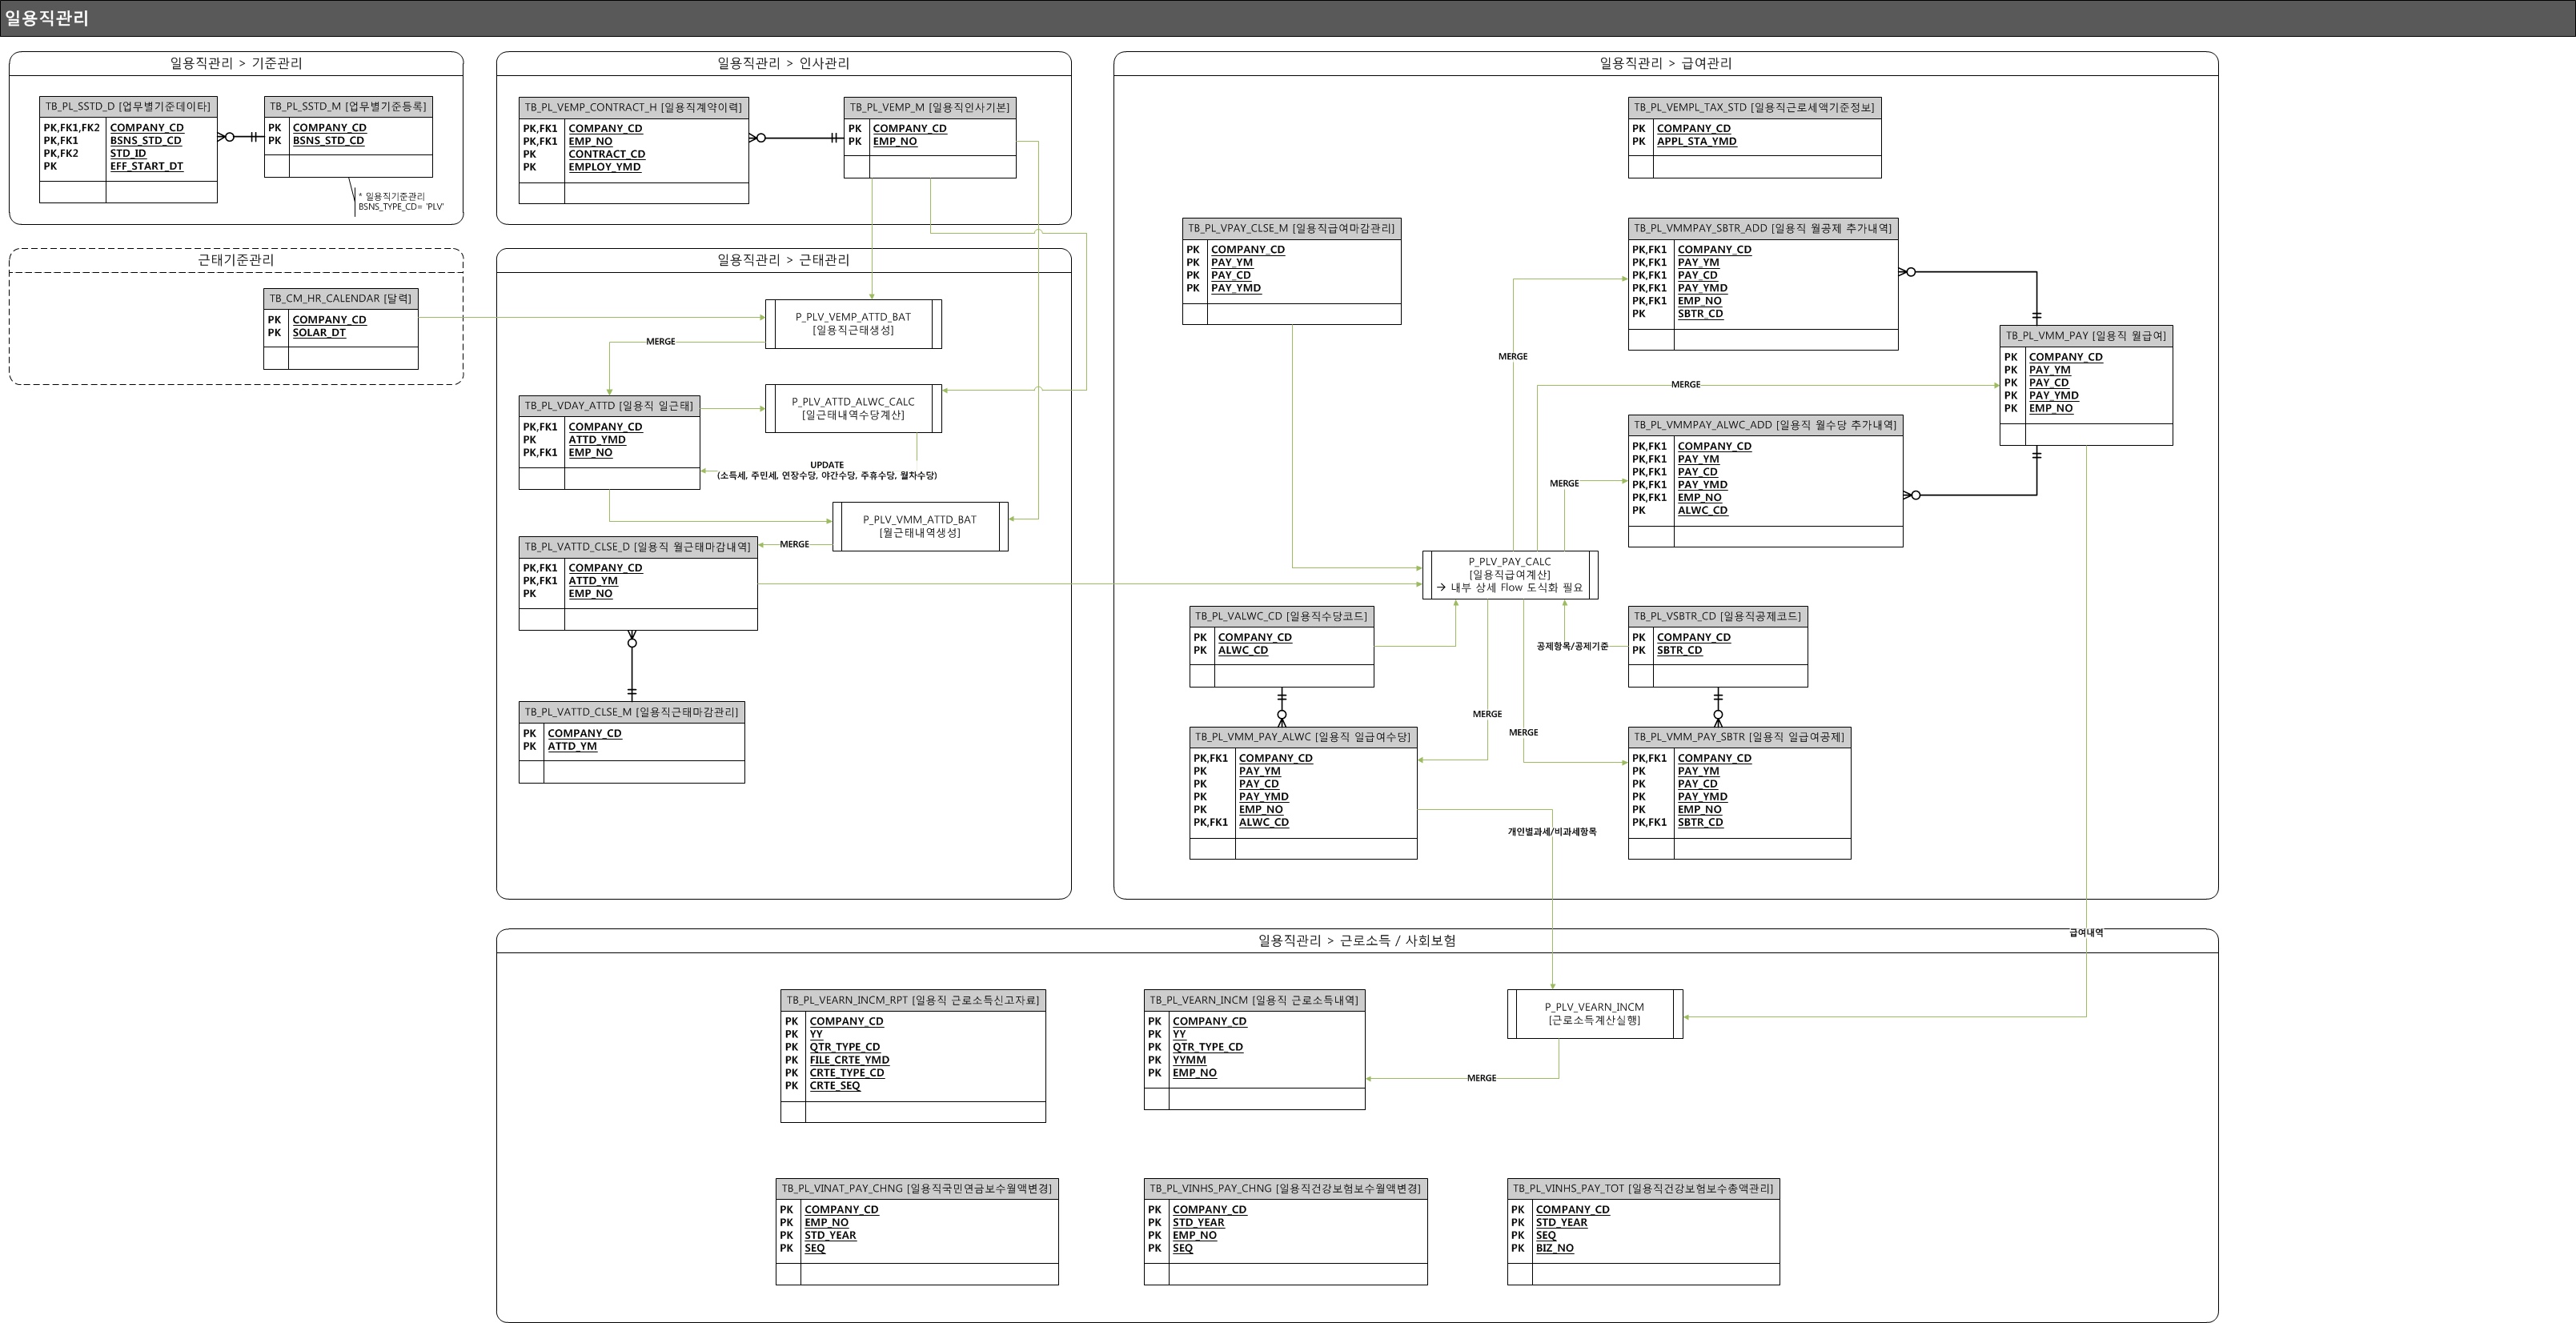 일용직관리
일용직관리 > 기준관리
TB_PL_SSTD_D [업무별기준데이타]
PK,FK1,FK2 COMPANY_CD
PK,FK1 BSNS_STD_CD
PK,FK2 STD_ID
PK EFF_START_DT
TB_PL_SSTD_M [업무별기준등록]
PK COMPANY_CD
PK BSNS_STD_CD
* 일용직기준관리
BSNS_TYPE_CD= 'PLV'
일용직관리 > 인사관리
TB_PL_VEMP_CONTRACT_H [일용직계약이력]
PK,FK1 COMPANY_CD
PK,FK1 EMP_NO
PK CONTRACT_CD
PK EMPLOY_YMD
TB_PL_VEMP_M [일용직인사기본]
PK COMPANY_CD
PK EMP_NO
근태기준관리
TB_CM_HR_CALENDAR [달력]
PK COMPANY_CD
PK SOLAR_DT
일용직관리 > 근태관리
P_PLV_VEMP_ATTD_BAT
[일용직근태생성]
MERGE
P_PLV_ATTD_ALWC_CALC
[일근태내역수당계산]
TB_PL_VDAY_ATTD [일용직 일근태]
PK,FK1 COMPANY_CD
PK ATTD_YMD
PK,FK1 EMP_NO
UPDATE
(소득세, 주민세, 연장수당, 야간수당, 주휴수당, 월차수당)
P_PLV_VMM_ATTD_BAT
[월근태내역생성]
MERGE
TB_PL_VATTD_CLSE_D [일용직 월근태마감내역]
PK,FK1 COMPANY_CD
PK,FK1 ATTD_YM
PK EMP_NO
TB_PL_VATTD_CLSE_M [일용직근태마감관리]
PK COMPANY_CD
PK ATTD_YM
일용직관리 > 급여관리
TB_PL_VEMPL_TAX_STD [일용직근로세액기준정보]
PK COMPANY_CD
PK APPL_STA_YMD
TB_PL_VPAY_CLSE_M [일용직급여마감관리]
PK COMPANY_CD
PK PAY_YM
PK PAY_CD
PK PAY_YMD
TB_PL_VMMPAY_SBTR_ADD [일용직 월공제 추가내역]
PK,FK1 COMPANY_CD
PK,FK1 PAY_YM
PK,FK1 PAY_CD
PK,FK1 PAY_YMD
PK,FK1 EMP_NO
PK SBTR_CD
MERGE
TB_PL_VMM_PAY [일용직 월급여]
PK COMPANY_CD
PK PAY_YM
PK PAY_CD
PK PAY_YMD
PK EMP_NO
MERGE
TB_PL_VMMPAY_ALWC_ADD [일용직 월수당 추가내역]
PK,FK1 COMPANY_CD
PK,FK1 PAY_YM
PK,FK1 PAY_CD
PK,FK1 PAY_YMD
PK,FK1 EMP_NO
PK ALWC_CD
MERGE
P_PLV_PAY_CALC
[일용직급여계산]
→ 내부 상세 Flow 도식화 필요
TB_PL_VALWC_CD [일용직수당코드]
PK COMPANY_CD
PK ALWC_CD
공제항목/공제기준
TB_PL_VSBTR_CD [일용직공제코드]
PK COMPANY_CD
PK SBTR_CD
MERGE
MERGE
TB_PL_VMM_PAY_ALWC [일용직 일급여수당]
PK,FK1 COMPANY_CD
PK PAY_YM
PK PAY_CD
PK PAY_YMD
PK EMP_NO
PK,FK1 ALWC_CD
TB_PL_VMM_PAY_SBTR [일용직 일급여공제]
PK,FK1 COMPANY_CD
PK PAY_YM
PK PAY_CD
PK PAY_YMD
PK EMP_NO
PK,FK1 SBTR_CD
개인별과세/비과세항목
급여내역
일용직관리 > 근로소득 / 사회보험
TB_PL_VEARN_INCM_RPT [일용직 근로소득신고자료]
PK COMPANY_CD
PK YY
PK QTR_TYPE_CD
PK FILE_CRTE_YMD
PK CRTE_TYPE_CD
PK CRTE_SEQ
TB_PL_VEARN_INCM [일용직 근로소득내역]
PK COMPANY_CD
PK YY
PK QTR_TYPE_CD
PK YYMM
PK EMP_NO
P_PLV_VEARN_INCM
[근로소득계산실행]
MERGE
TB_PL_VINAT_PAY_CHNG [일용직국민연금보수월액변경]
PK COMPANY_CD
PK EMP_NO
PK STD_YEAR
PK SEQ
TB_PL_VINHS_PAY_CHNG [일용직건강보험보수월액변경]
PK COMPANY_CD
PK STD_YEAR
PK EMP_NO
PK SEQ
TB_PL_VINHS_PAY_TOT [일용직건강보험보수총액관리]
PK COMPANY_CD
PK STD_YEAR
PK SEQ
PK BIZ_NO